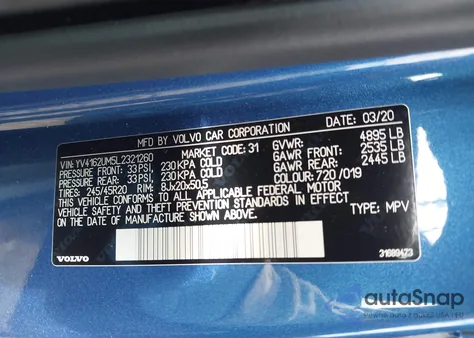 MFD BY VOLVO CAR CORPORATION DATE: 03/20
VIN:YV4162UM5L2321260 MARKET CODE: 31 GVWR: 4895 LB
PRESSURE FRONT: 33 PSI, 230 KPA COLD GAWR FRONT: 2535 LB
PRESSURE REAR: 33 PSI, 230 KPA COLD GAWR REAR: 2445 LB
TIRES: 245/45R20 RIM: 8Jx20x50,5 COLOUR: 720 /019
THIS VEHICLE CONFORMS TO ALL APPLICABLE FEDERAL MOTOR
VEHICLE SAFETY AND THEFT PREVENTION STANDARDS IN EFFECT
ON THE DATE OF MANUFACTURE SHOWN ABOVE. TYPE: MPV
VOLVO
autoSnap